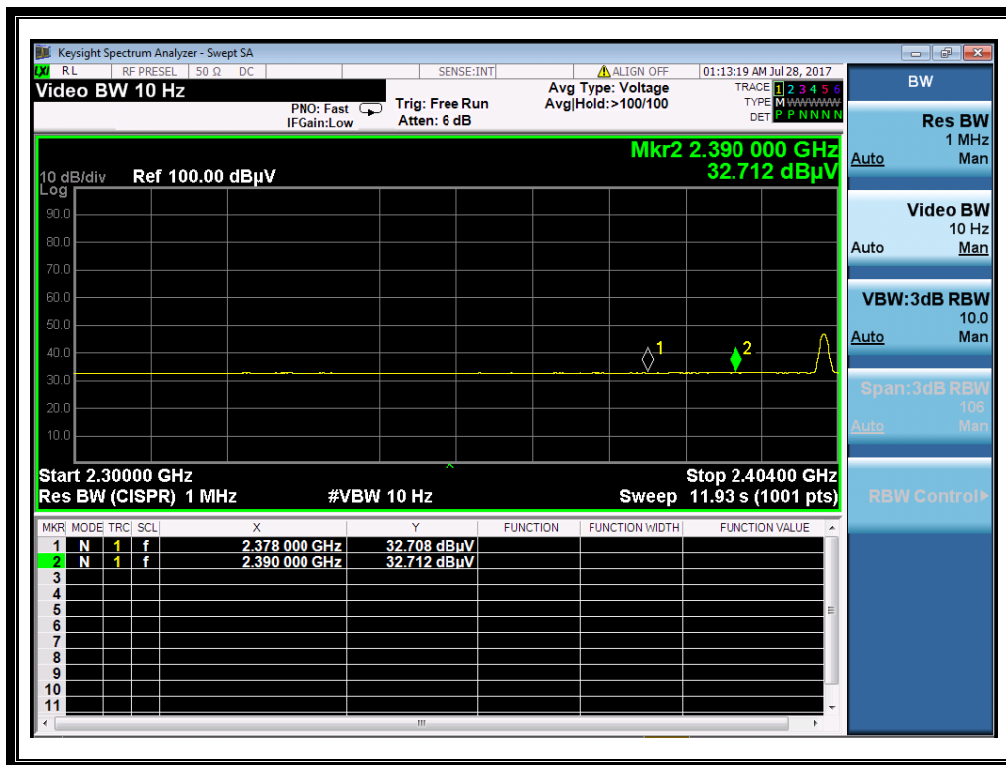 Keysight Spectrum Analyzer - Swept SA
LXI RL RF PRESEL 50 Ω DC SENSE:INT ALIGN OFF 01:13:19 AM Jul 28, 2017
Video BW 10 Hz
PNO: Fast
IFGain:Low
Trig: Free Run
Atten: 6 dB
Avg Type: Voltage
Avg|Hold:>100/100
TRACE 1 2 3 4 5 6
TYPE M WWWWW
DET P P N N N N
Mkr2 2.390 000 GHz
32.712 dBµV
10 dB/div Ref 100.00 dBµV
Log
90.0
80.0
70.0
60.0
50.0
40.0
30.0
20.0
10.0
1
2
Start 2.30000 GHz Stop 2.40400 GHz
Res BW (CISPR) 1 MHz #VBW 10 Hz Sweep 11.93 s (1001 pts)
MKR MODE TRC SCL X Y FUNCTION FUNCTION WIDTH FUNCTION VALUE
1 N 1 f 2.378 000 GHz 32.708 dBµV
2 N 1 f 2.390 000 GHz 32.712 dBµV
3
4
5
6
7
8
9
10
11
BW
Res BW
1 MHz
Auto Man
Video BW
10 Hz
Auto Man
VBW:3dB RBW
10.0
Auto Man
Span:3dB RBW
106
Auto Man
RBW Control